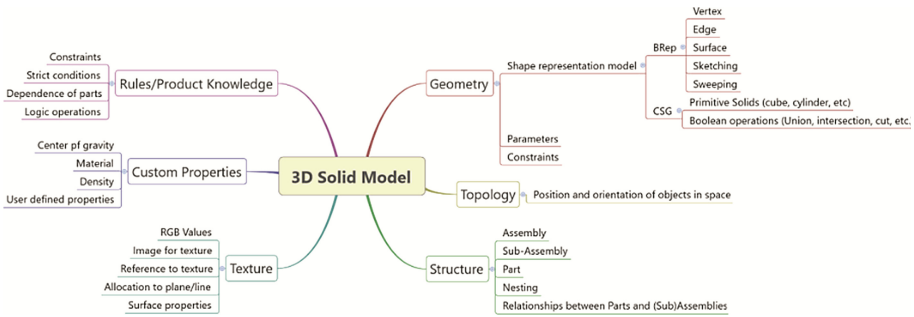 3D Solid Model
Rules/Product Knowledge
Constraints
Strict conditions
Dependence of parts
Logic operations
Custom Properties
Center pf gravity
Material
Density
User defined properties
Texture
RGB Values
Image for texture
Reference to texture
Allocation to plane/line
Surface properties
Geometry
Shape representation model
BRep
Vertex
Edge
Surface
Sketching
Sweeping
CSG
Primitive Solids (cube, cylinder, etc)
Boolean operations (Union, intersection, cut, etc.
Parameters
Constraints
Topology
Position and orientation of objects in space
Structure
Assembly
Sub-Assembly
Part
Nesting
Relationships between Parts and (Sub)Assemblies